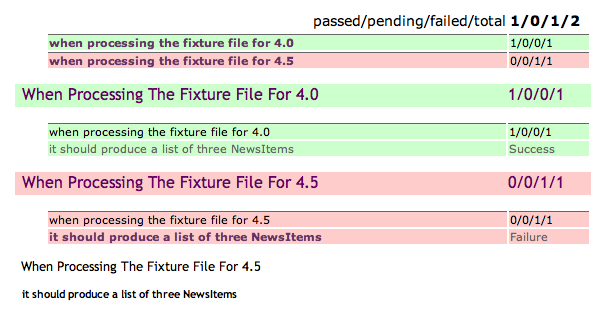 passed/pending/failed/total 1/0/1/2
when processing the fixture file for 4.0 1/0/0/1
when processing the fixture file for 4.5 0/0/1/1
When Processing The Fixture File For 4.0 1/0/0/1
when processing the fixture file for 4.0 1/0/0/1
it should produce a list of three NewsItems Success
When Processing The Fixture File For 4.5 0/0/1/1
when processing the fixture file for 4.5 0/0/1/1
it should produce a list of three NewsItems Failure
When Processing The Fixture File For 4.5
it should produce a list of three NewsItems